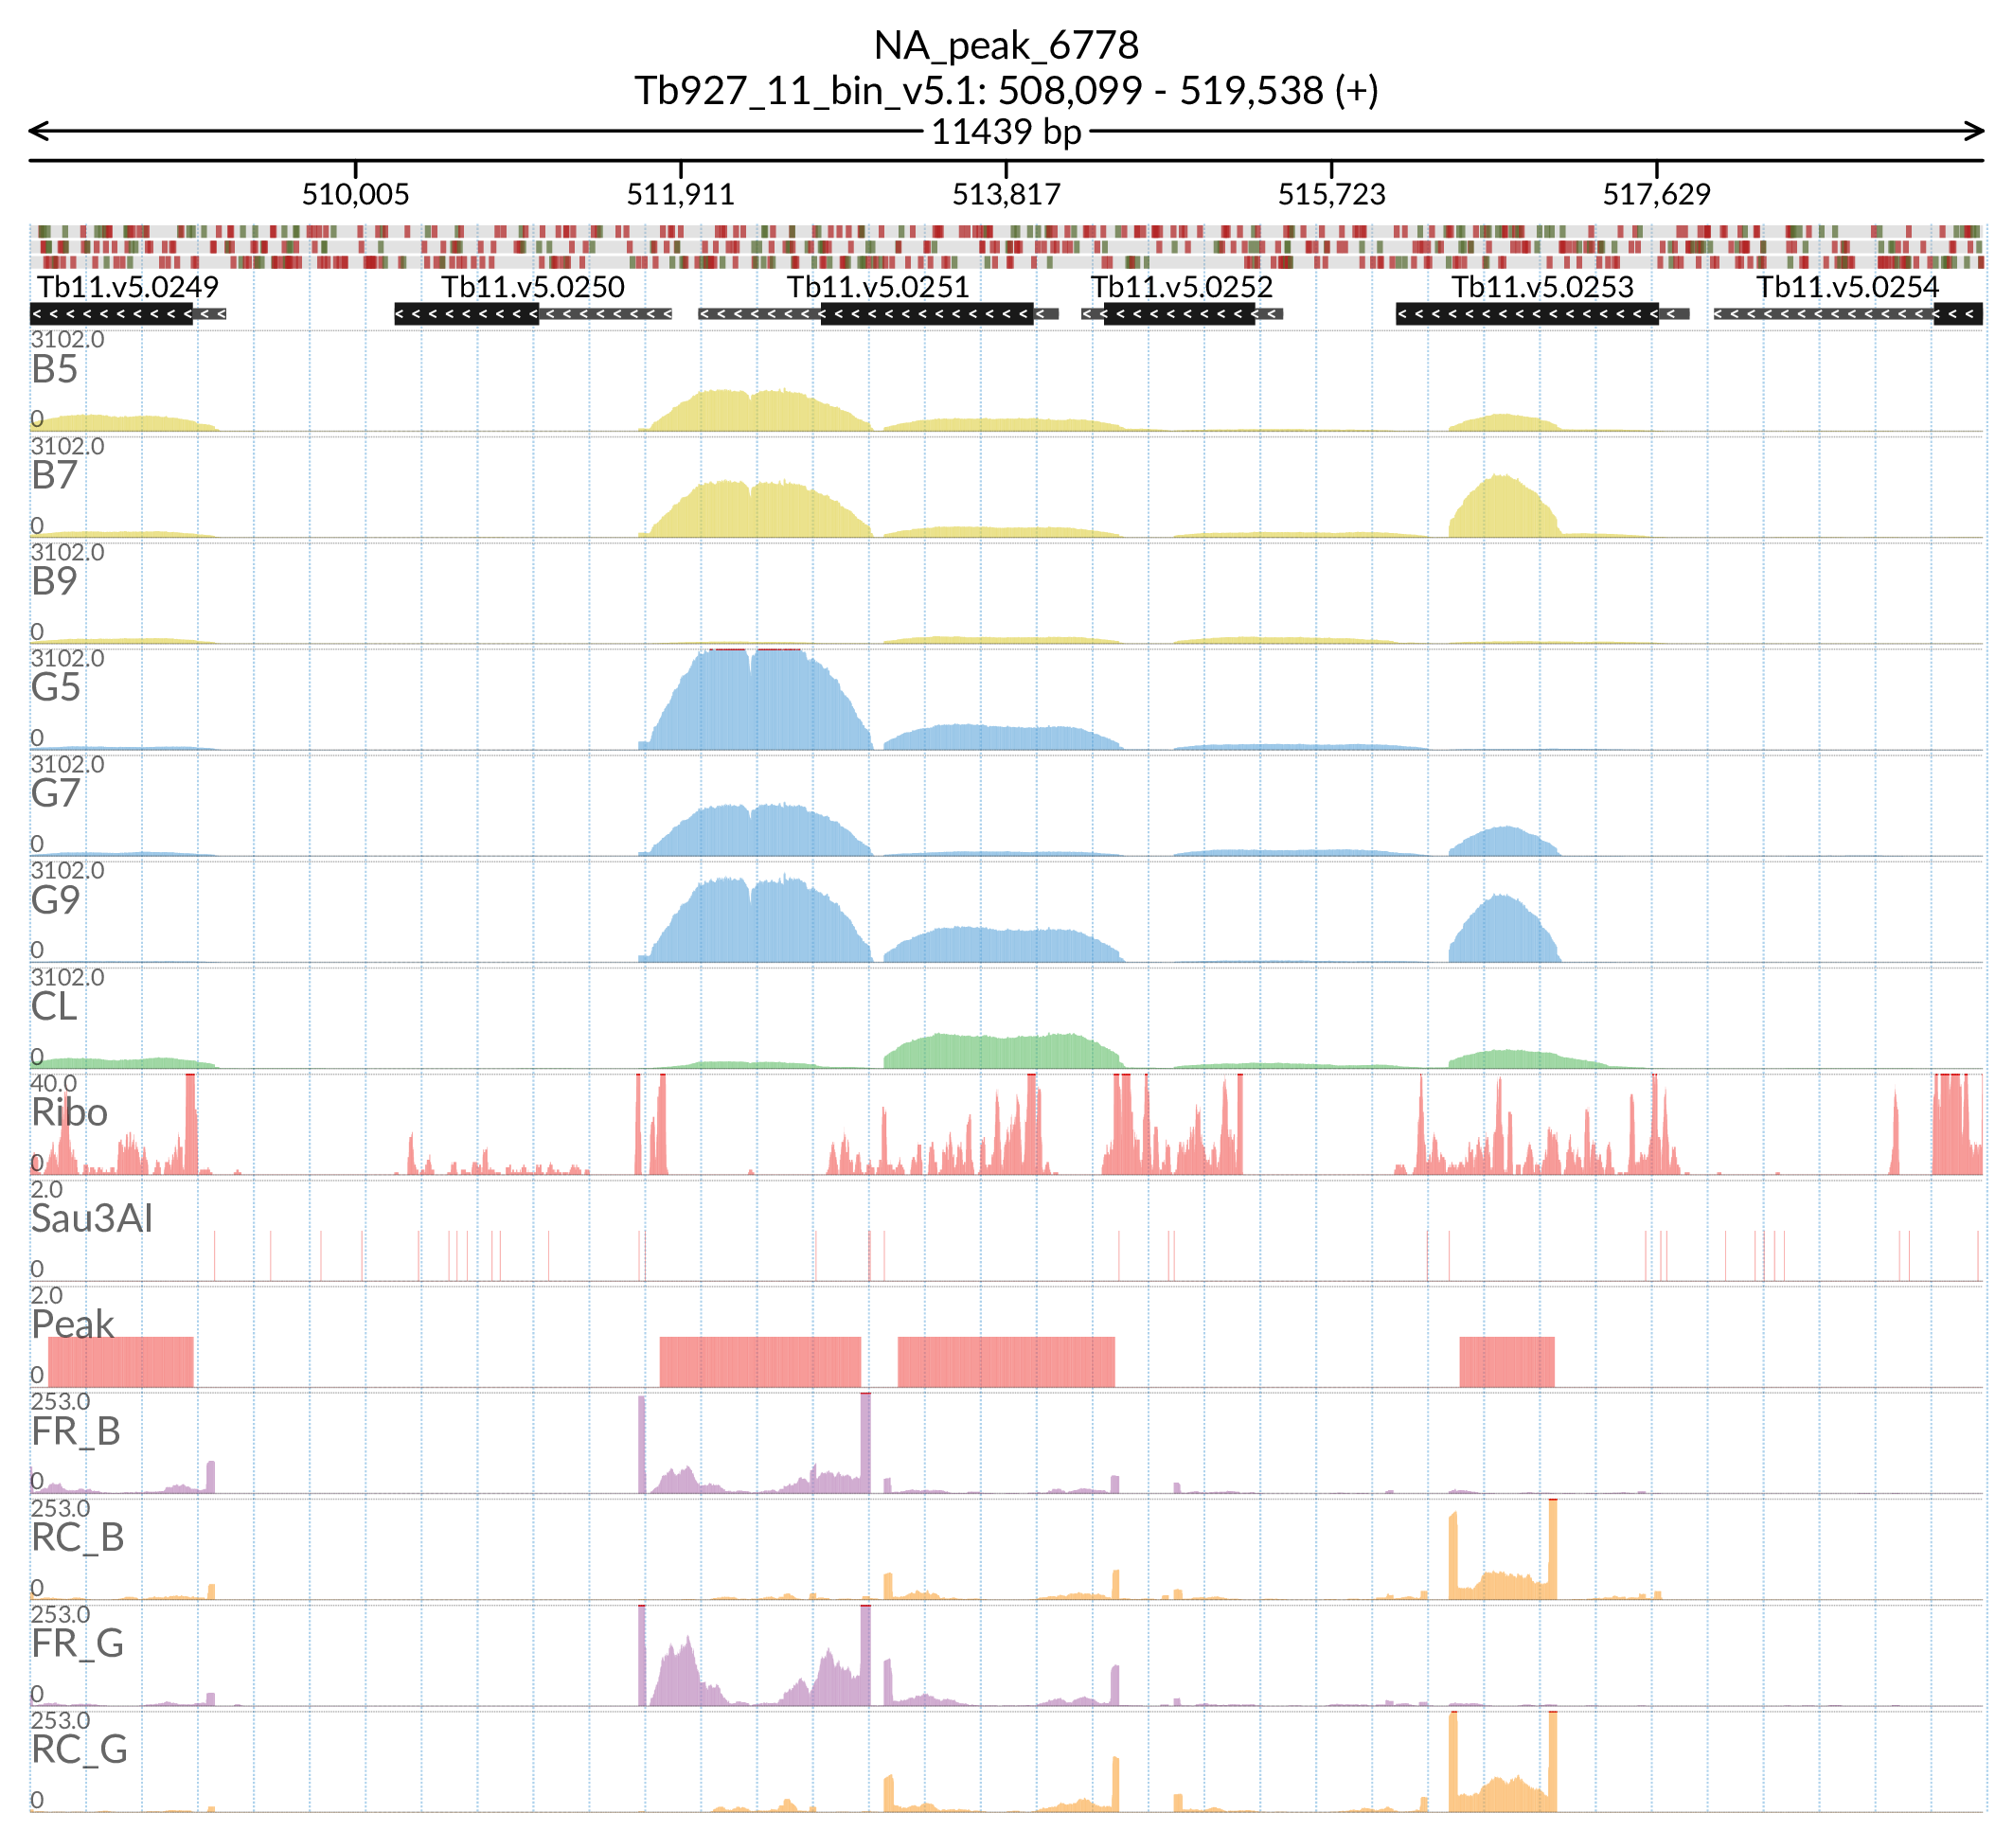 NA_peak_6778
Tb927_11_bin_v5.1: 508,099 - 519,538 (+)
11439 bp
510,005 511,911 513,817 515,723 517,629
Tb11.v5.0249 Tb11.v5.0250 Tb11.v5.0251 Tb11.v5.0252 Tb11.v5.0253 Tb11.v5.0254
3102.0
B5
0
3102.0
B7
0
3102.0
B9
0
3102.0
G5
0
3102.0
G7
0
3102.0
G9
0
3102.0
CL
0
40.0
Ribo
0
2.0
Sau3AI
0
2.0
Peak
0
253.0
FR_B
0
253.0
RC_B
0
253.0
FR_G
0
253.0
RC_G
0